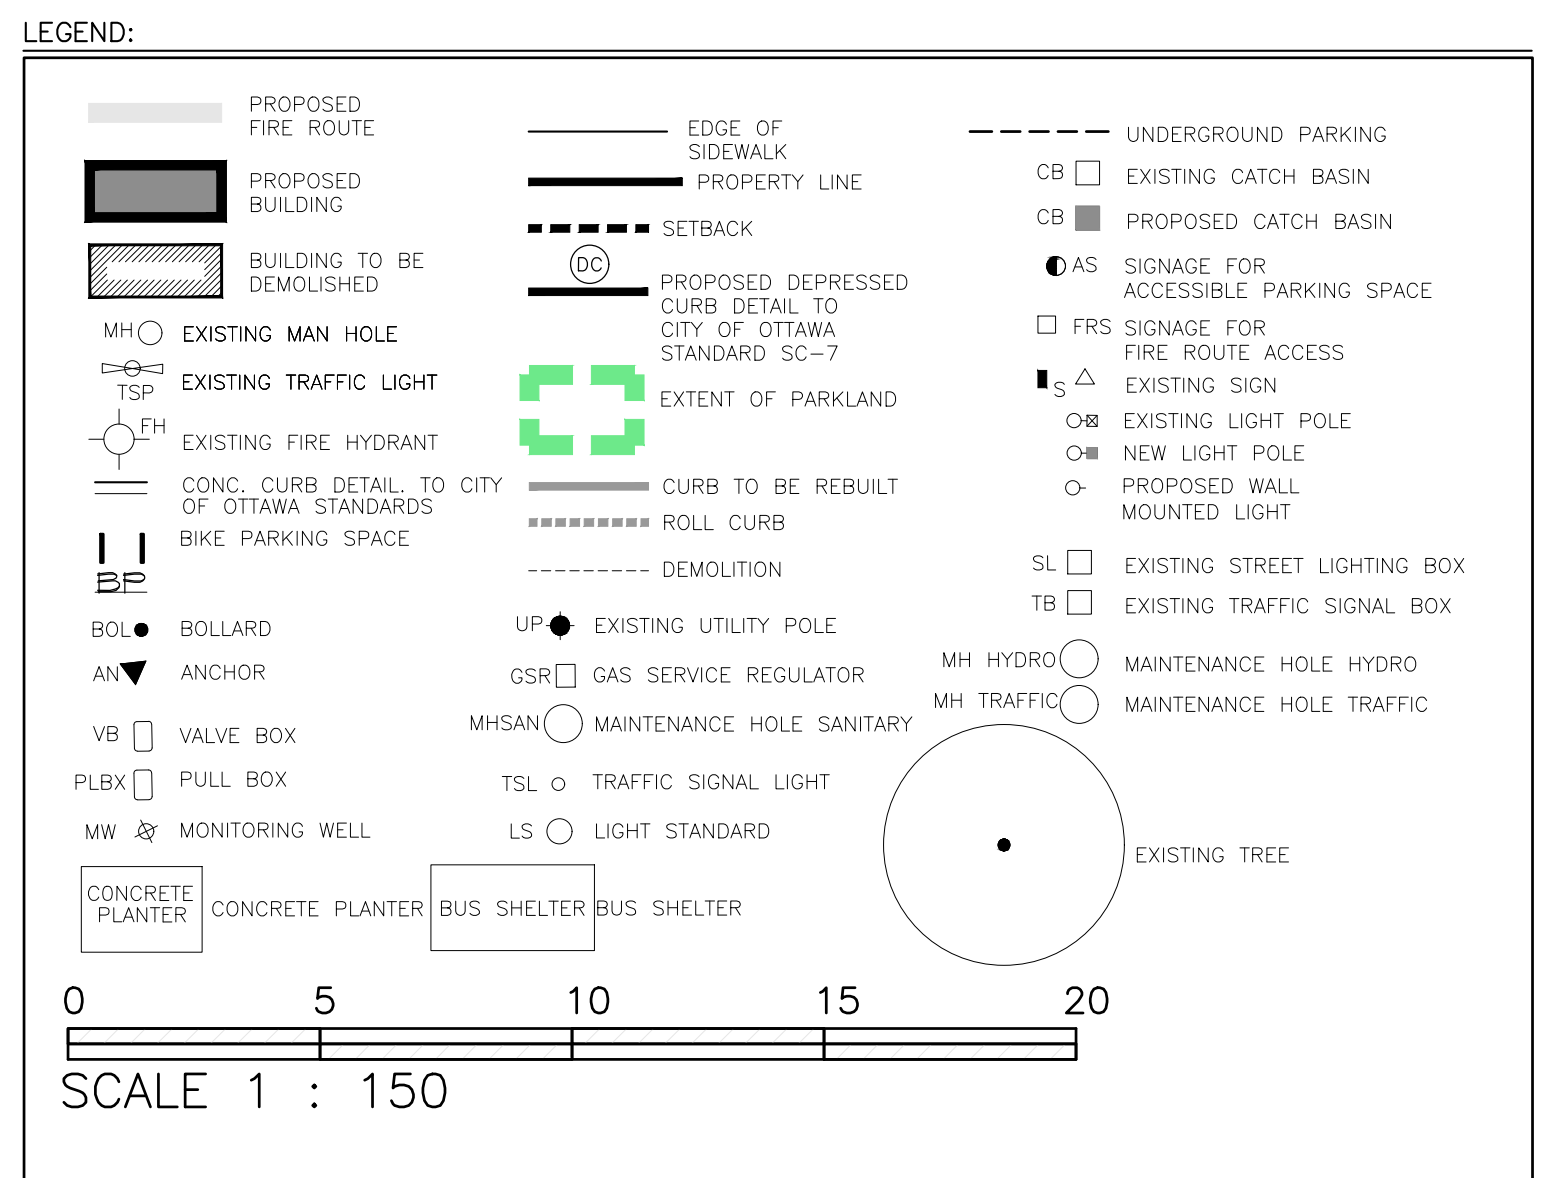 LEGEND:
PROPOSED
FIRE ROUTE
PROPOSED
BUILDING
BUILDING TO BE
DEMOLISHED
MH EXISTING MAN HOLE
TSP EXISTING TRAFFIC LIGHT
FH EXISTING FIRE HYDRANT
CONC. CURB DETAIL. TO CITY
OF OTTAWA STANDARDS
BIKE PARKING SPACE
BP
BOL BOLLARD
AN ANCHOR
VB VALVE BOX
PLBX PULL BOX
MW MONITORING WELL
CONCRETE
PLANTER
CONCRETE PLANTER
EDGE OF
SIDEWALK
PROPERTY LINE
SETBACK
DC
PROPOSED DEPRESSED
CURB DETAIL TO
CITY OF OTTAWA
STANDARD SC-7
EXTENT OF PARKLAND
CURB TO BE REBUILT
ROLL CURB
DEMOLITION
UP EXISTING UTILITY POLE
GSR GAS SERVICE REGULATOR
MHSAN MAINTENANCE HOLE SANITARY
TSL TRAFFIC SIGNAL LIGHT
LS LIGHT STANDARD
BUS SHELTER BUS SHELTER
UNDERGROUND PARKING
CB EXISTING CATCH BASIN
CB PROPOSED CATCH BASIN
AS SIGNAGE FOR
ACCESSIBLE PARKING SPACE
FRS SIGNAGE FOR
FIRE ROUTE ACCESS
S EXISTING SIGN
EXISTING LIGHT POLE
NEW LIGHT POLE
PROPOSED WALL
MOUNTED LIGHT
SL EXISTING STREET LIGHTING BOX
TB EXISTING TRAFFIC SIGNAL BOX
MH HYDRO MAINTENANCE HOLE HYDRO
MH TRAFFIC MAINTENANCE HOLE TRAFFIC
EXISTING TREE
0 5 10 15 20
SCALE 1 : 150